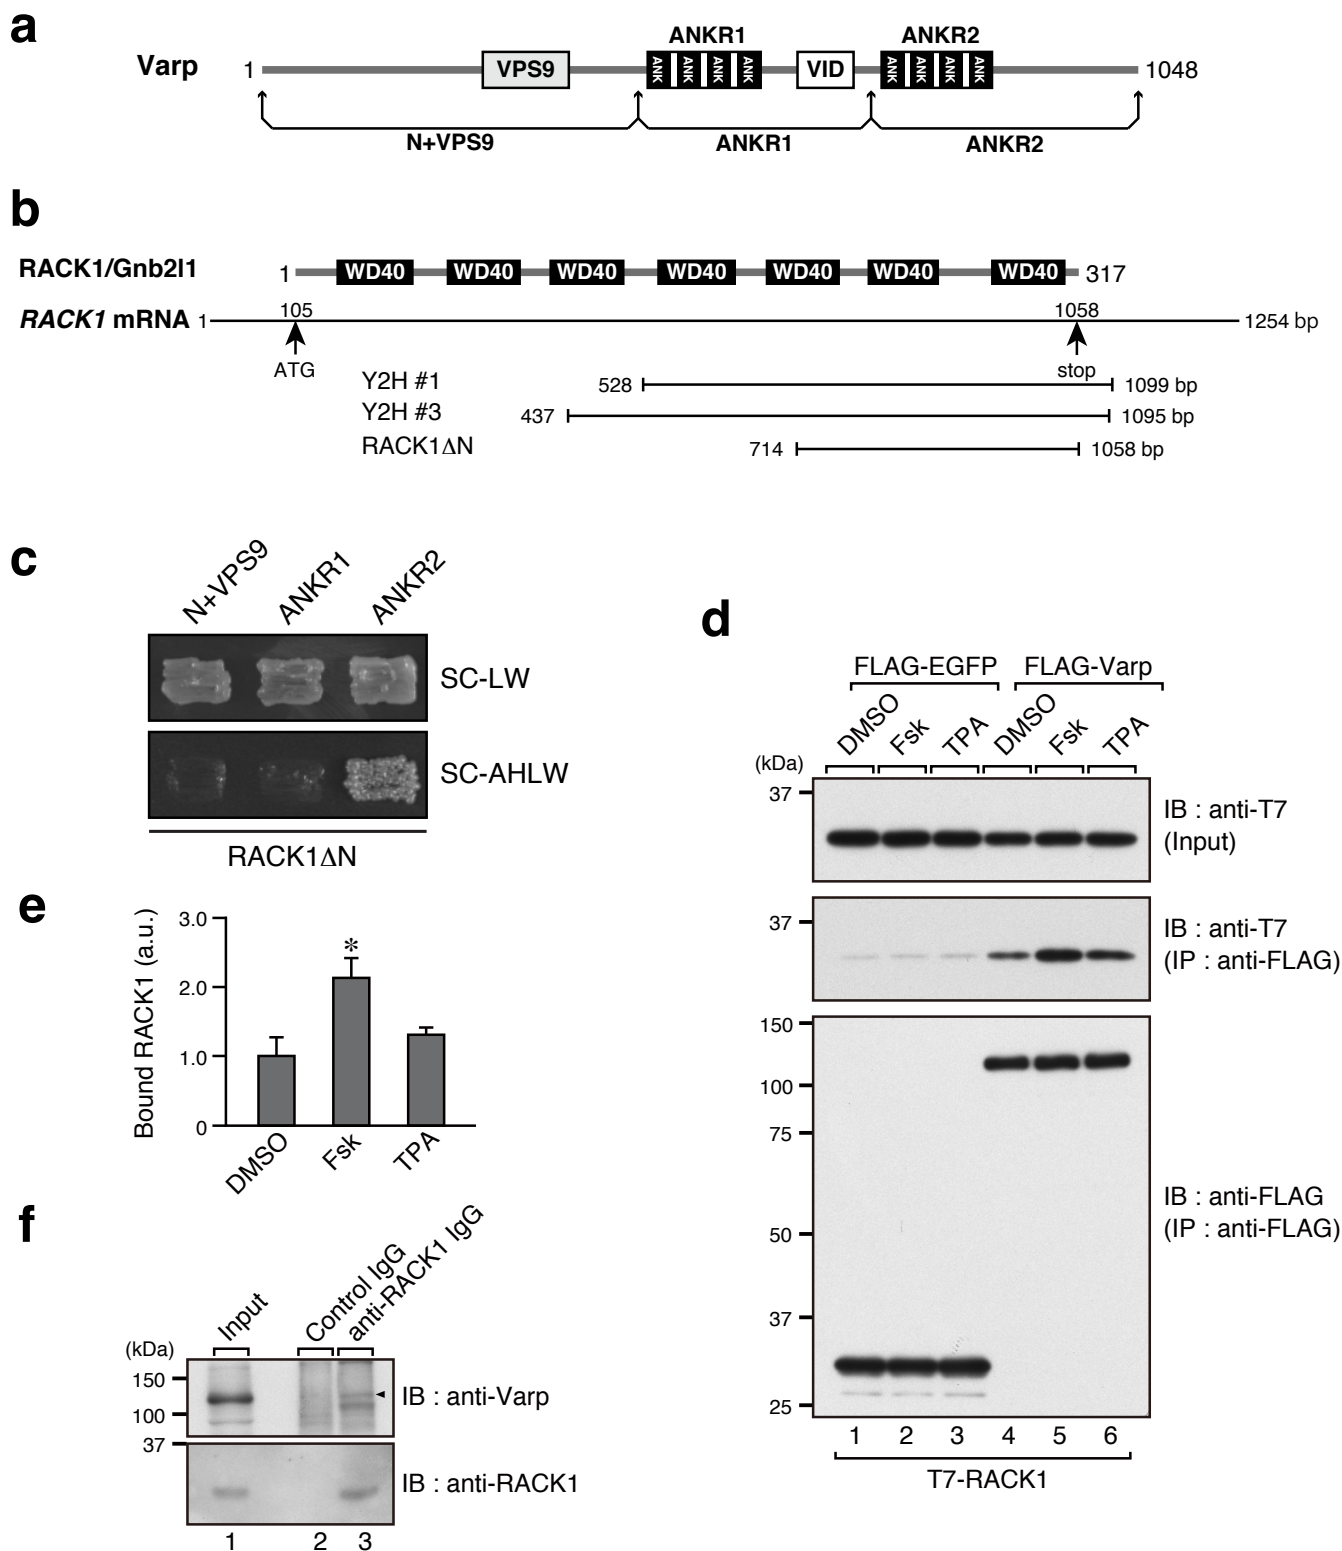 a
ANKR1 ANKR2
Varp 1 VPS9 ANK ANK ANK ANK VID ANK ANK ANK ANK 1048
N+VPS9 ANKR1 ANKR2
b
RACK1/Gnb2l1 1 WD40 WD40 WD40 WD40 WD40 WD40 WD40 317
RACK1 mRNA 1 105 1058 1254 bp
ATG stop
Y2H #1 528 1099 bp
Y2H #3 437 1095 bp
RACK1ΔN 714 1058 bp
c
N+VPS9 ANKR1 ANKR2
SC-LW
SC-AHLW
RACK1ΔN
d
FLAG-EGFP FLAG-Varp
DMSO Fsk TPA DMSO Fsk TPA
(kDa)
37
IB : anti-T7
(Input)
37
IB : anti-T7
(IP : anti-FLAG)
150
100
75
50
37
25
IB : anti-FLAG
(IP : anti-FLAG)
1 2 3 4 5 6
T7-RACK1
e
Bound RACK1 (a.u.)
3.0
2.0
1.0
0
*
DMSO Fsk TPA
f
Input Control IgG anti-RACK1 IgG
(kDa)
150
100
IB : anti-Varp
37
IB : anti-RACK1
1 2 3